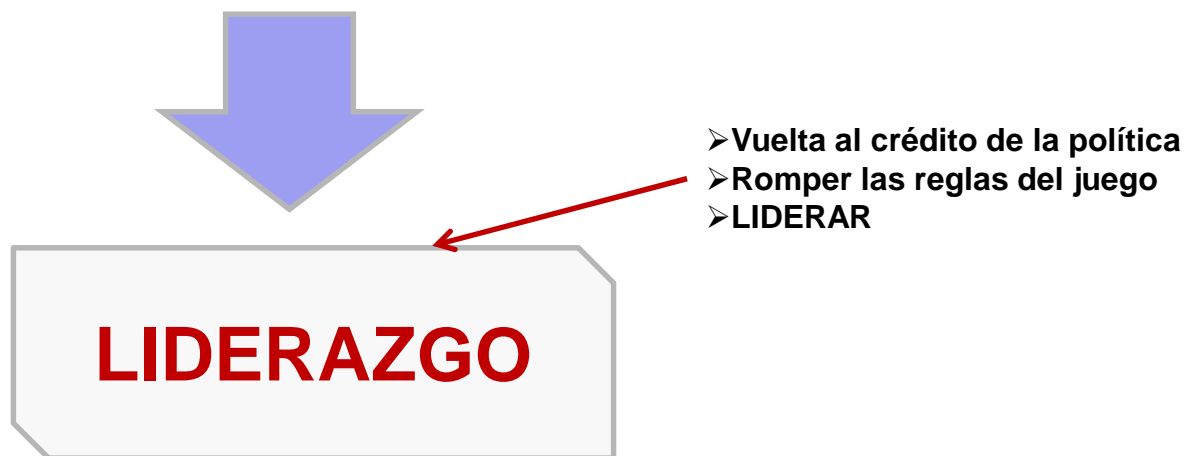 ➢Vuelta al crédito de la política
➢Romper las reglas del juego
➢LIDERAR
LIDERAZGO